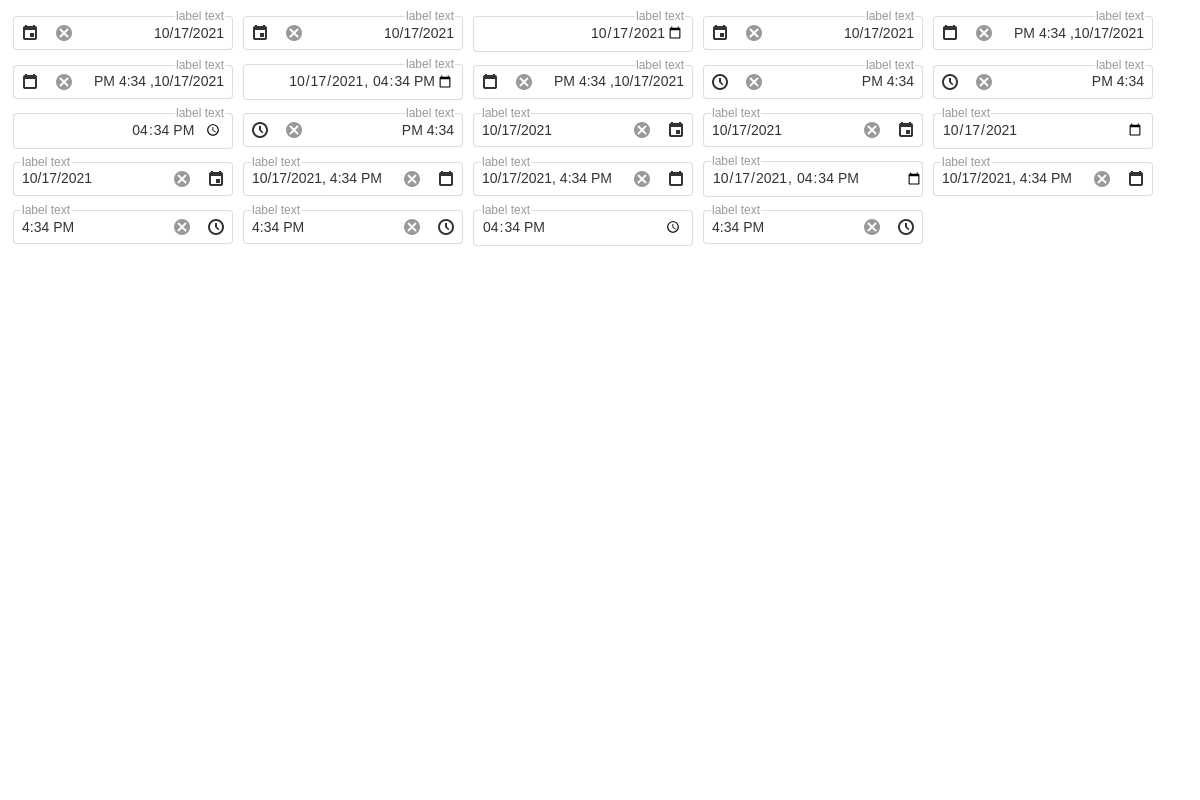 label text
10/17/2021
label text
10/17/2021
label text
10/17/2021
label text
10/17/2021
label text
PM 4:34 ,10/17/2021
label text
PM 4:34 ,10/17/2021
label text
10/17/2021, 04:34 PM
label text
PM 4:34 ,10/17/2021
label text
PM 4:34
label text
PM 4:34
label text
04:34 PM
label text
PM 4:34
label text
10/17/2021
label text
10/17/2021
label text
10/17/2021
label text
10/17/2021
label text
10/17/2021, 4:34 PM
label text
10/17/2021, 4:34 PM
label text
10/17/2021, 04:34 PM
label text
10/17/2021, 4:34 PM
label text
4:34 PM
label text
4:34 PM
label text
04:34 PM
label text
4:34 PM